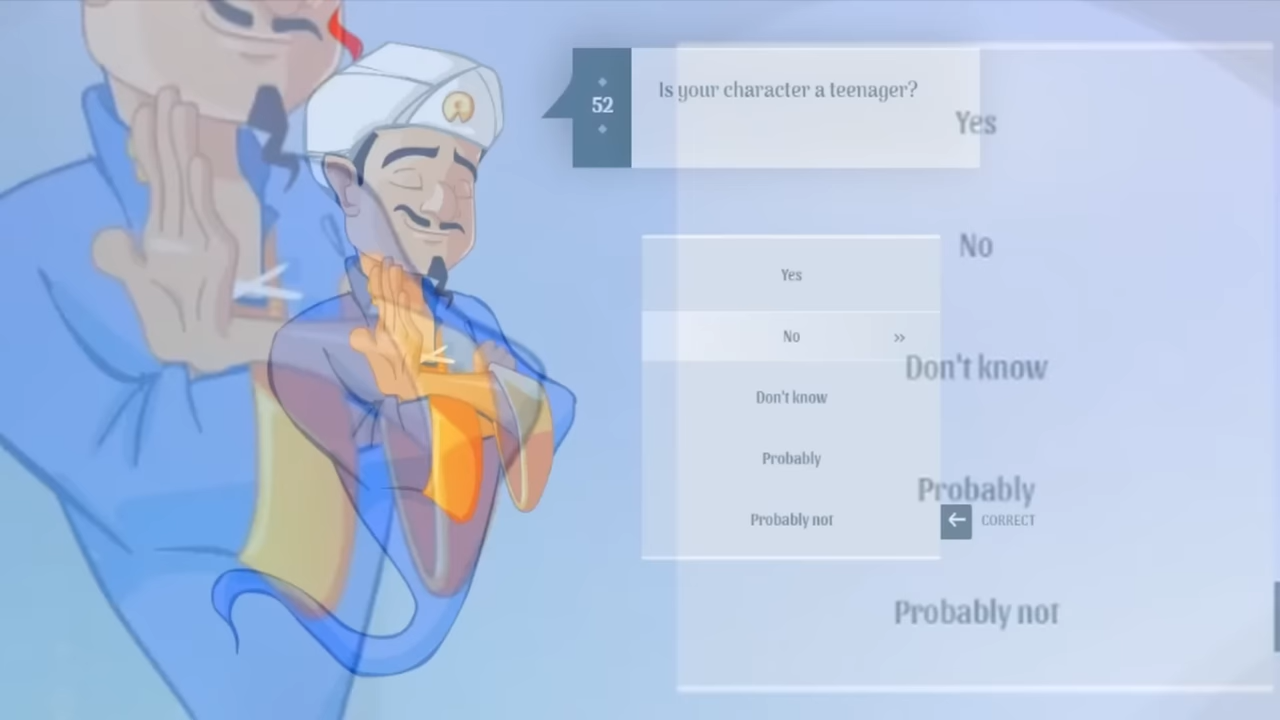 52
Is your character a teenager?
Yes
No
Don't know
Probably
Probably not
CORRECT
Yes
No
Don't know
Probably
Probably not